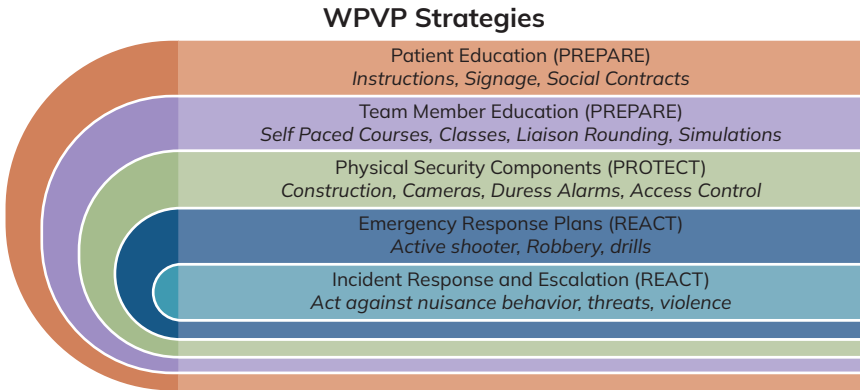 WPVP Strategies
Patient Education (PREPARE)
Instructions, Signage, Social Contracts
Team Member Education (PREPARE)
Self Paced Courses, Classes, Liaison Rounding, Simulations
Physical Security Components (PROTECT)
Construction, Cameras, Duress Alarms, Access Control
Emergency Response Plans (REACT)
Active shooter, Robbery, drills
Incident Response and Escalation (REACT)
Act against nuisance behavior, threats, violence